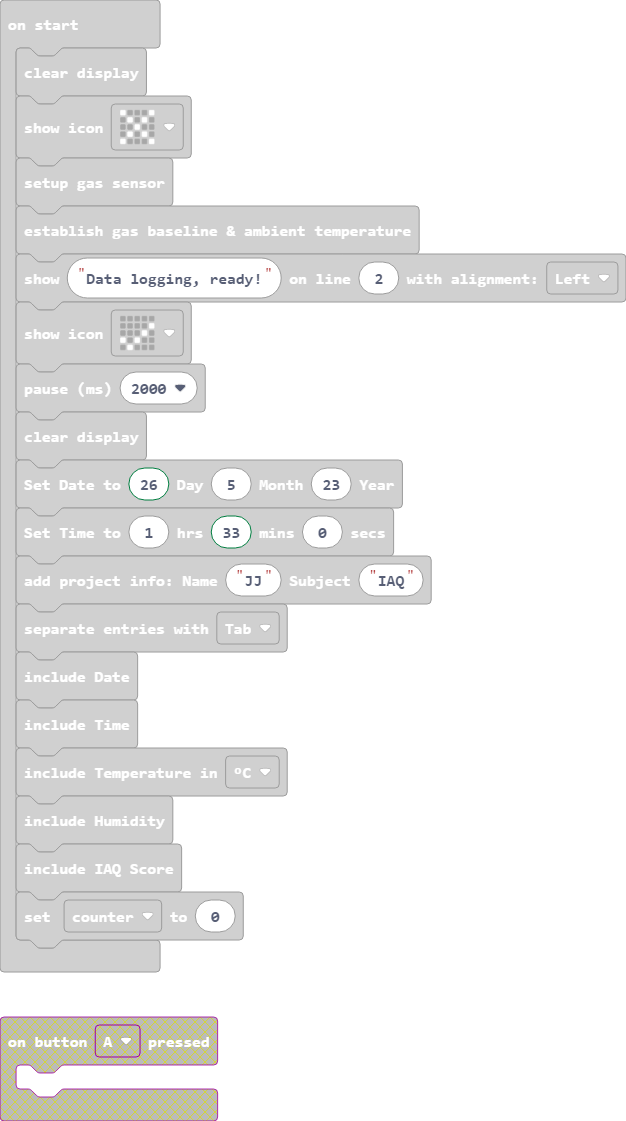 on start
clear display
show icon
setup gas sensor
establish gas baseline & ambient temperature
show "Data logging, ready!" on line 2 with alignment: Left
show icon
pause (ms) 2000
clear display
Set Date to 26 Day 5 Month 23 Year
Set Time to 1 hrs 33 mins 0 secs
add project info: Name "JJ" Subject "IAQ"
separate entries with Tab
include Date
include Time
include Temperature in ºC
include Humidity
include IAQ Score
set counter to 0
on button A pressed